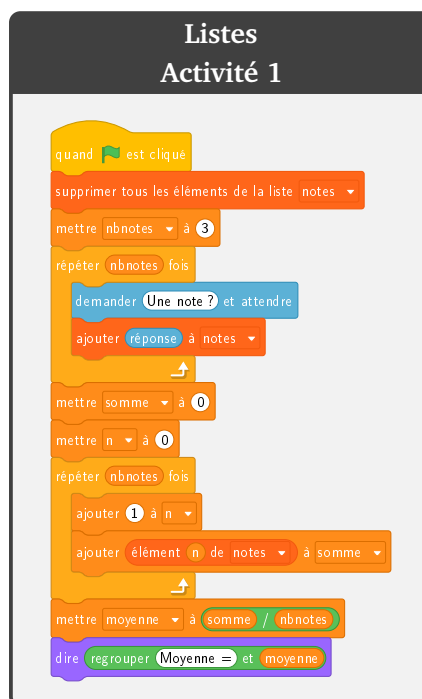 Listes
Activité 1
quand est cliqué
supprimer tous les éléments de la liste notes
mettre nbnotes à 3
répéter nbnotes fois
demander Une note ? et attendre
ajouter réponse à notes
mettre somme à 0
mettre n à 0
répéter nbnotes fois
ajouter 1 à n
ajouter élément n de notes à somme
mettre moyenne à somme / nbnotes
dire regrouper Moyenne = et moyenne